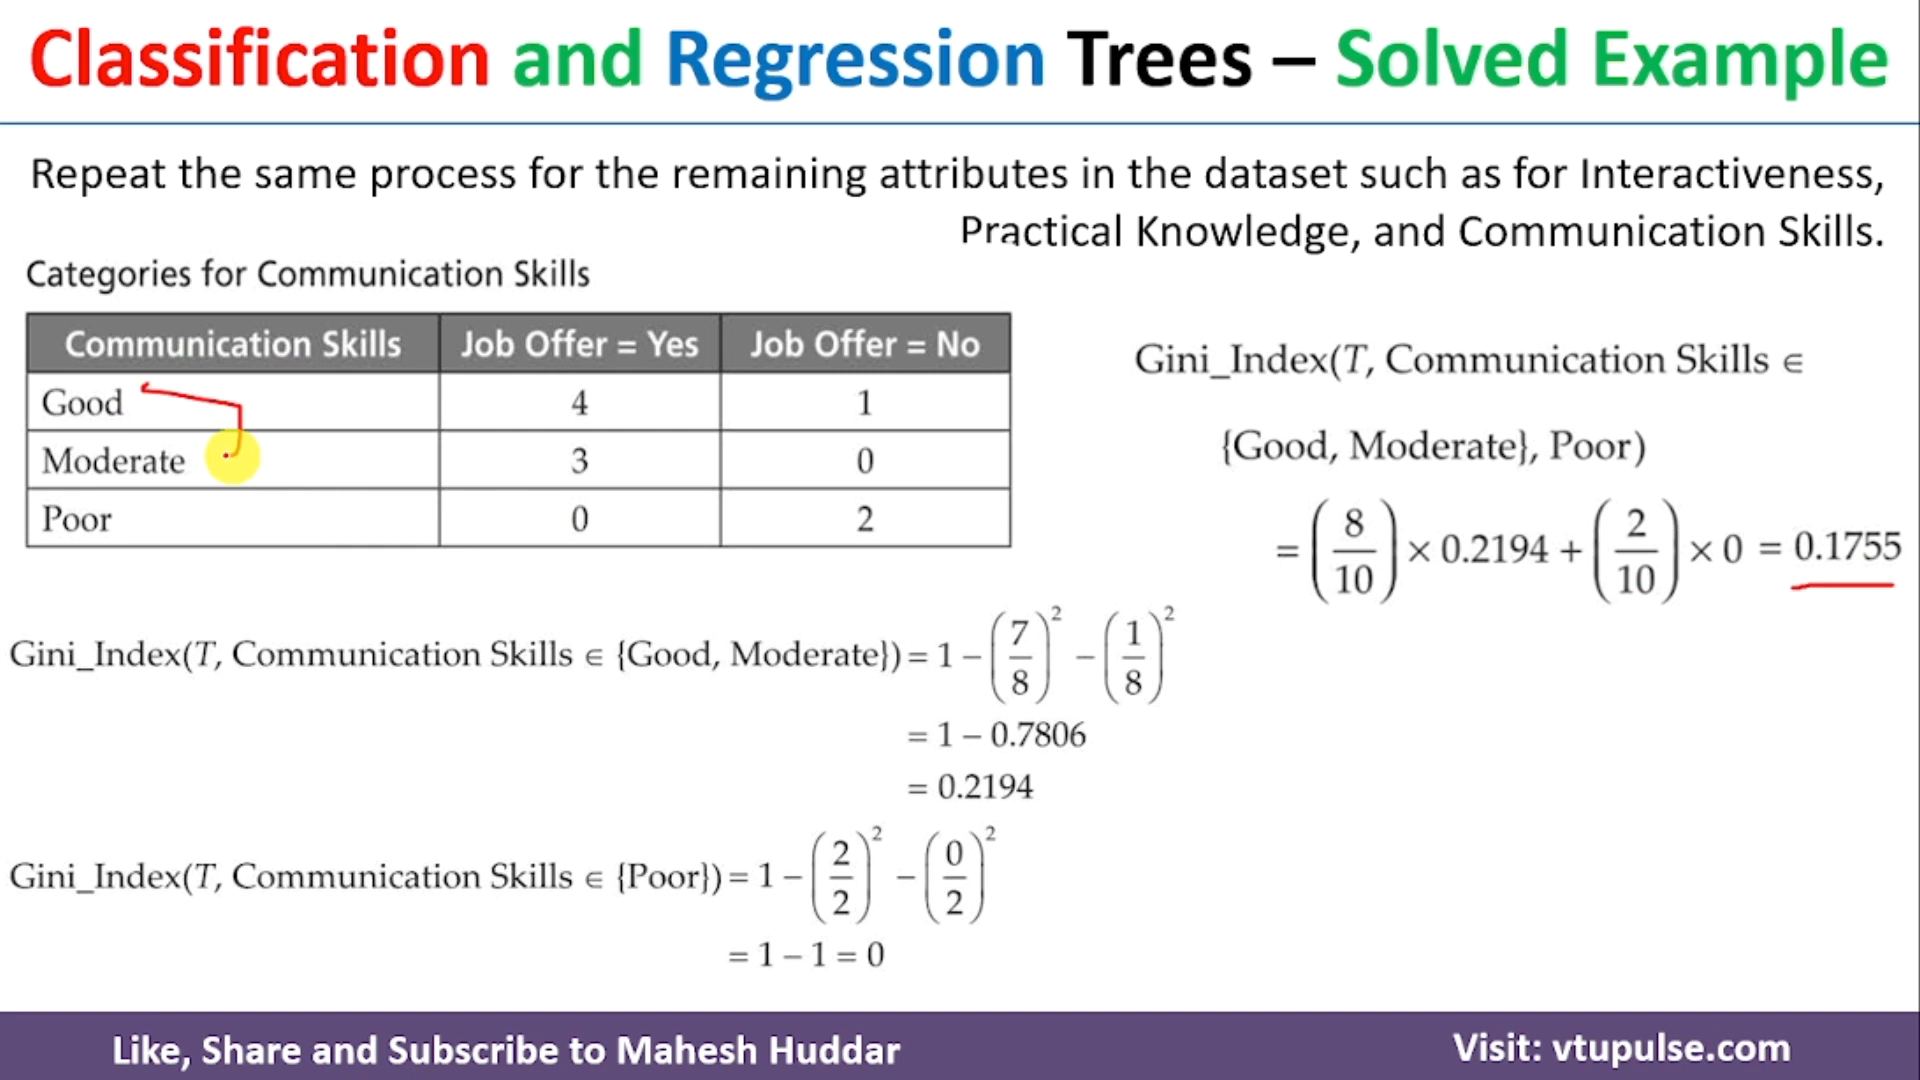 Classification and Regression Trees – Solved Example
Repeat the same process for the remaining attributes in the dataset such as for Interactiveness,
Practical Knowledge, and Communication Skills.
Categories for Communication Skills
Communication Skills Job Offer = Yes Job Offer = No
Good 4 1
Moderate 3 0
Poor 0 2
Gini_Index(T, Communication Skills ∈
{Good, Moderate}, Poor)
= (8/10) × 0.2194 + (2/10) × 0 = 0.1755
Gini_Index(T, Communication Skills ∈ {Good, Moderate}) = 1 − (7/8)² − (1/8)²
= 1 − 0.7806
= 0.2194
Gini_Index(T, Communication Skills ∈ {Poor}) = 1 − (2/2)² − (0/2)²
= 1 − 1 = 0
Like, Share and Subscribe to Mahesh Huddar
Visit: vtupulse.com